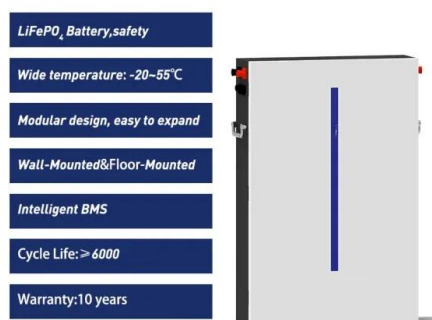 LiFePO₄ Battery,safety
Wide temperature: -20~55℃
Modular design, easy to expand
Wall-Mounted&Floor-Mounted
Intelligent BMS
Cycle Life:≥6000
Warranty:10 years